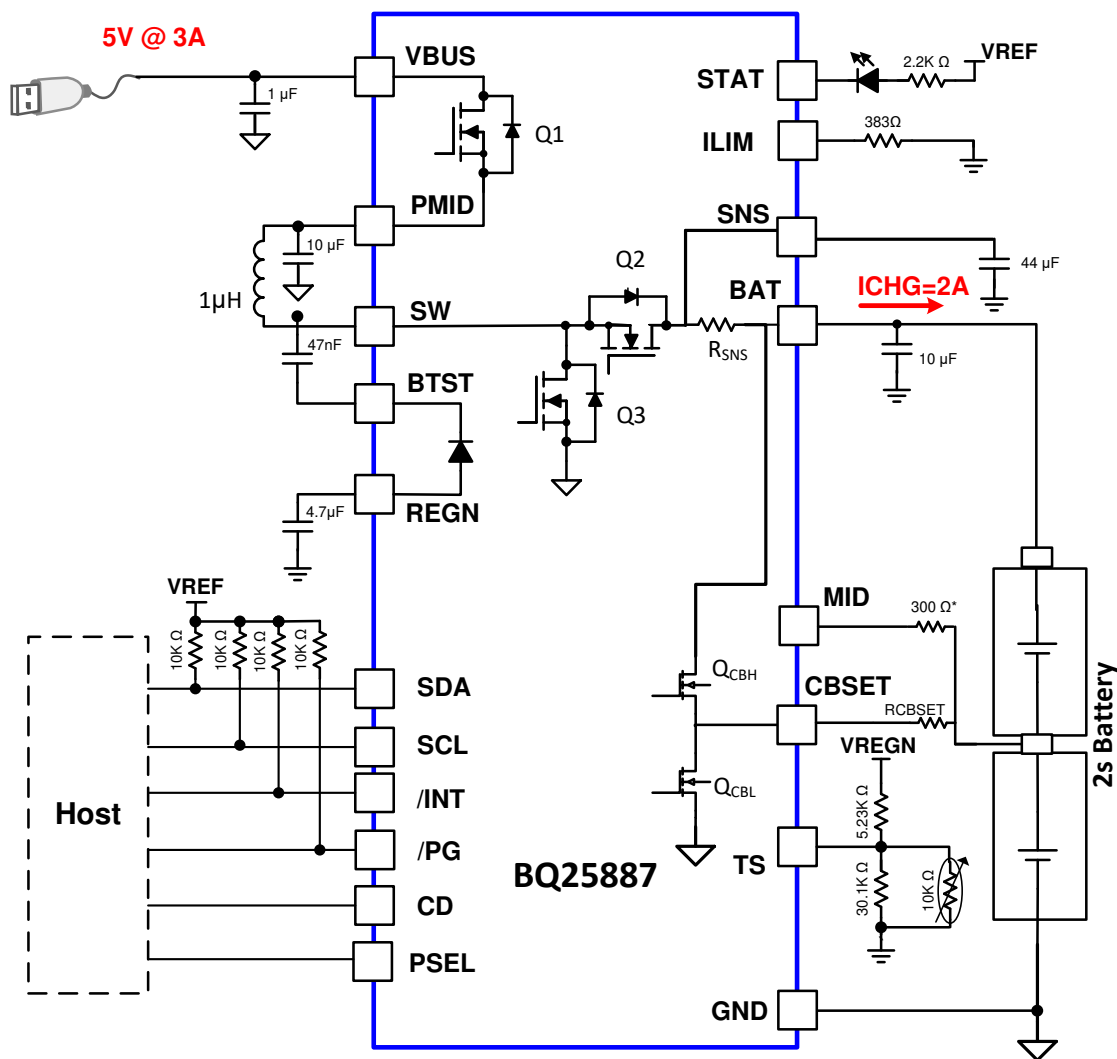 5V @ 3A
VBUS
1 µF
Q1
STAT
2.2K Ω
VREF
ILIM
383Ω
PMID
10 µF
1µH
SNS
44 µF
Q2
BAT
ICHG=2A
SW
RSNS
10 µF
47nF
BTST
Q3
REGN
4.7µF
VREF
10K Ω
10K Ω
10K Ω
10K Ω
MID
300 Ω*
Host
SDA
QCBH
CBSET
RCBSET
SCL
VREGN
/INT
QCBL
5.23K Ω
2s Battery
/PG
BQ25887
TS
30.1K Ω
10K Ω
CD
PSEL
GND